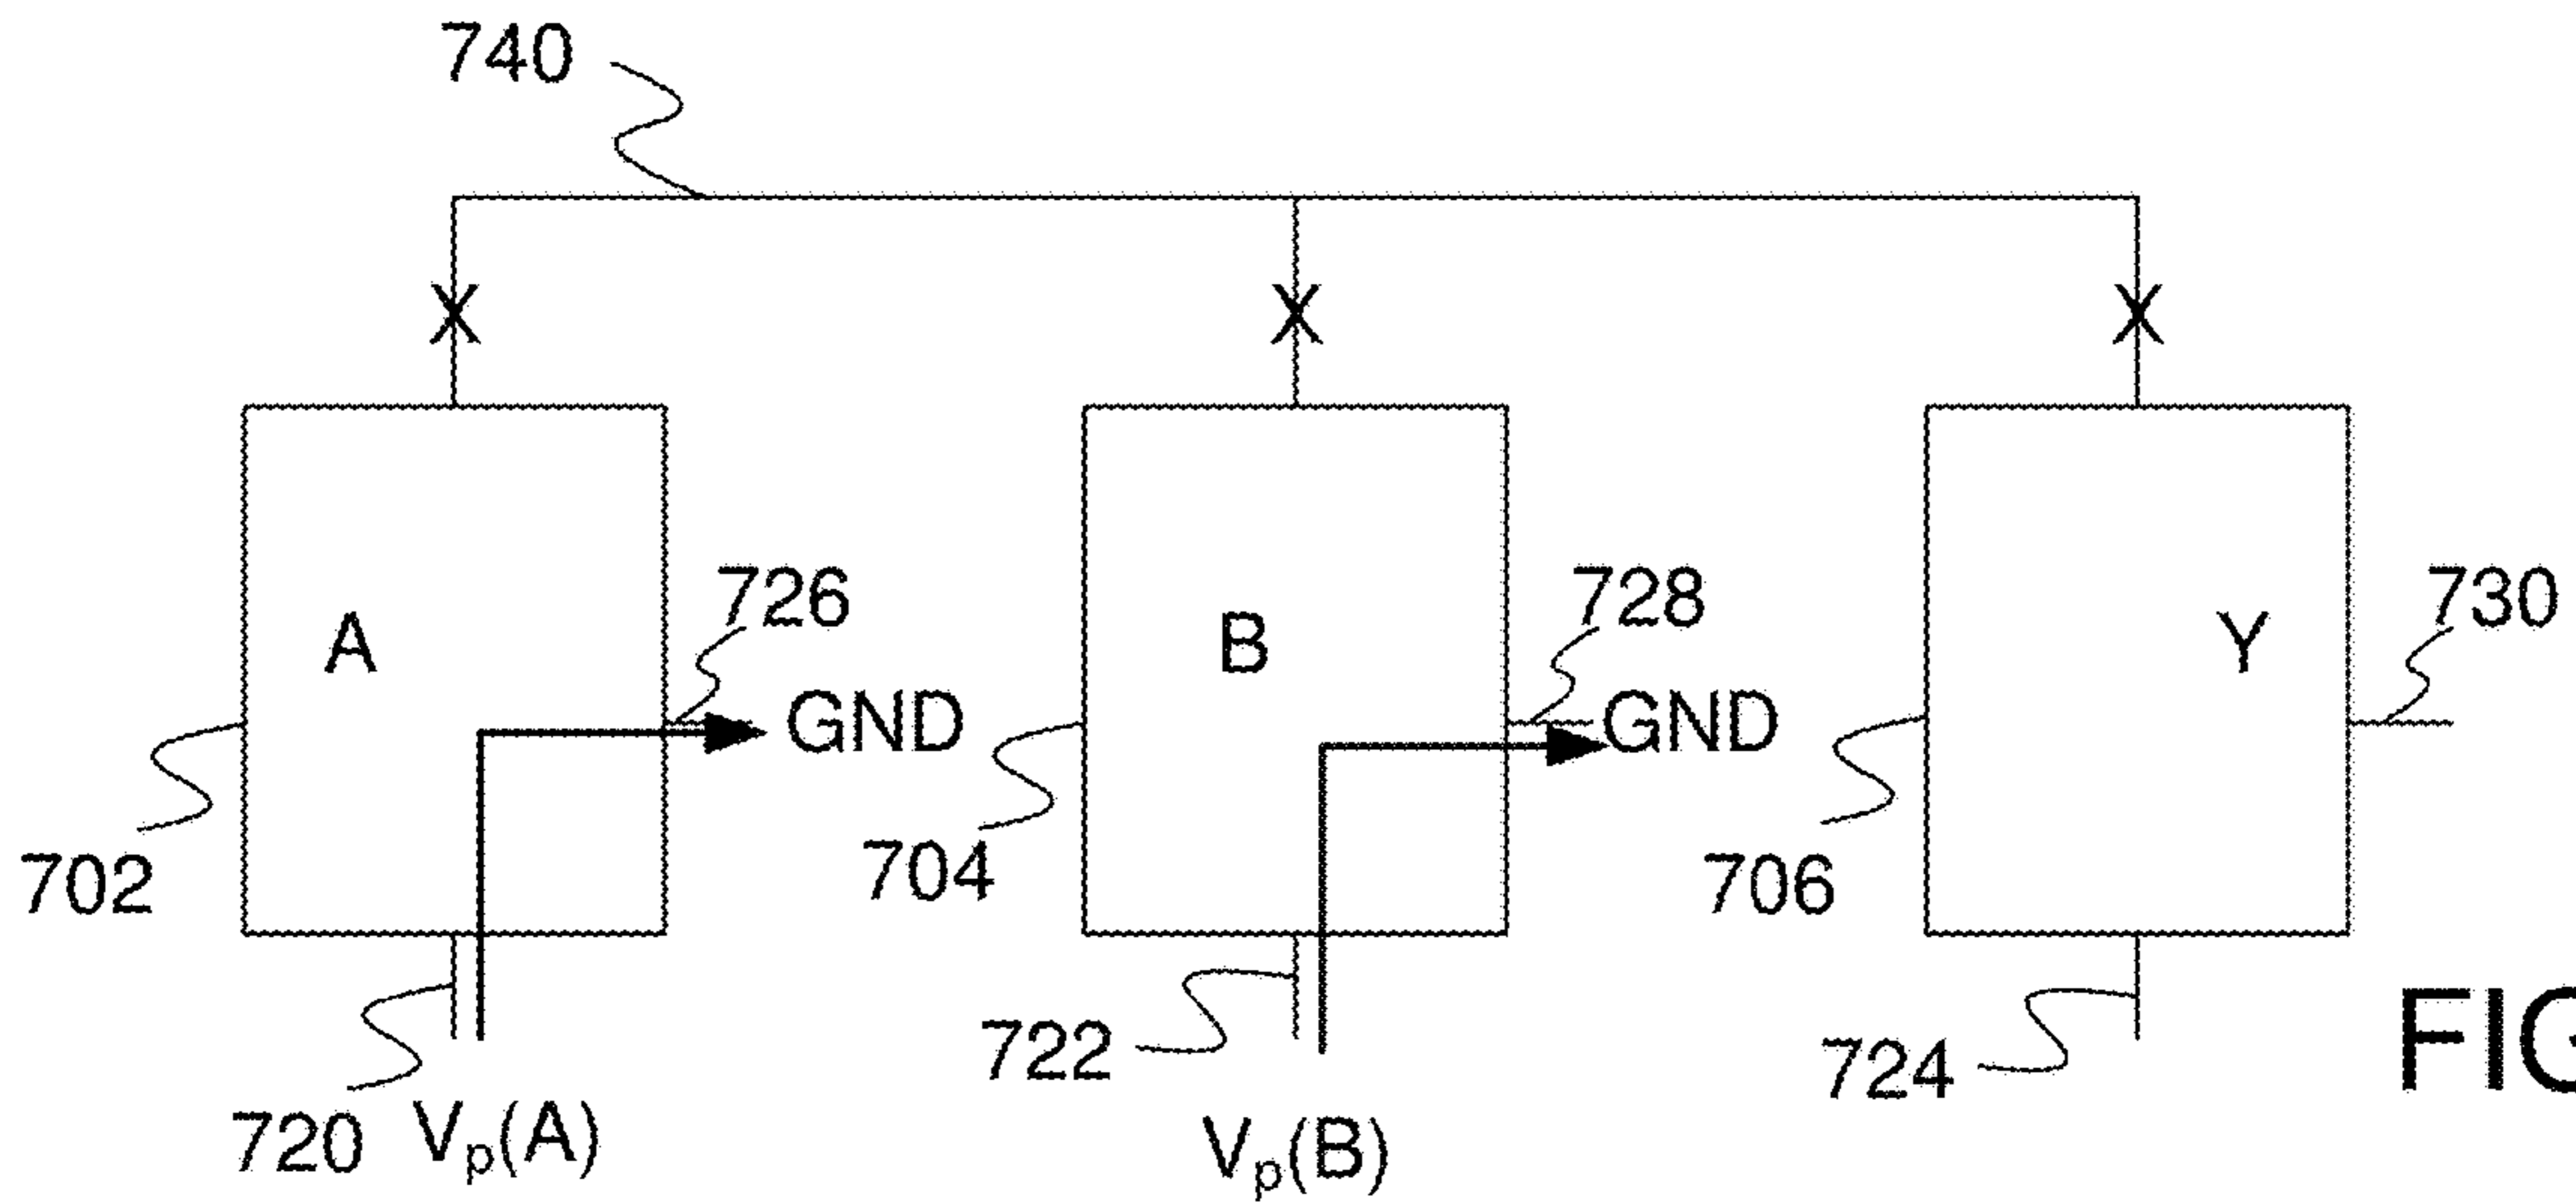 740
X X X
726 728 730
A B Y
GND GND
702 704 706
722 724
FIG
720 Vₚ(A) Vₚ(B)